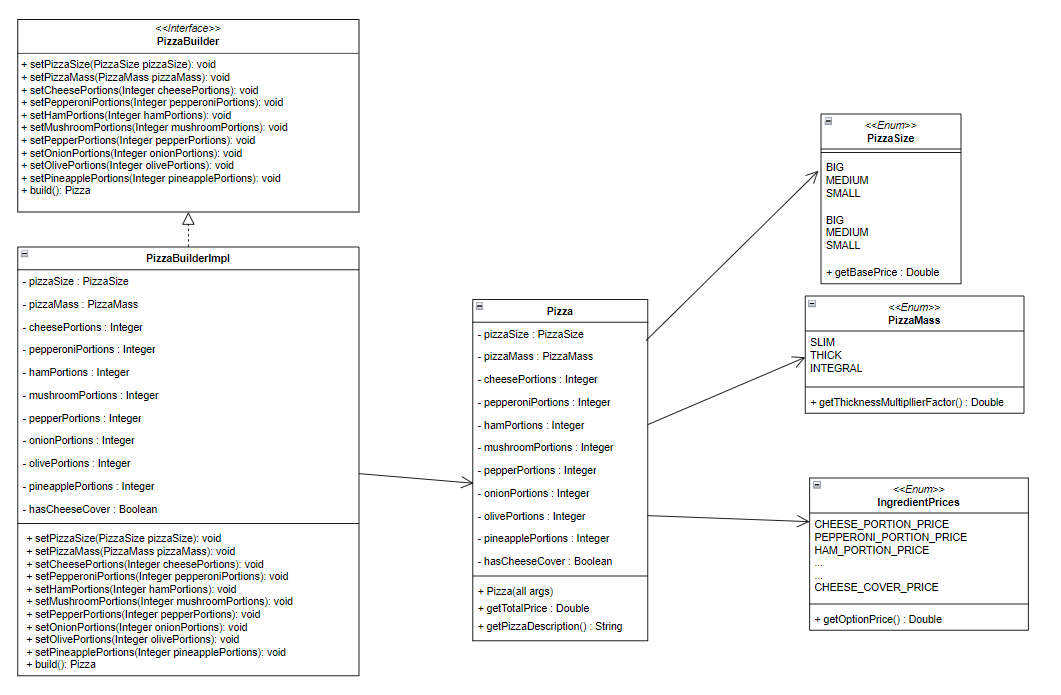 <<Interface>>
PizzaBuilder
+ setPizzaSize(PizzaSize pizzaSize): void
+ setPizzaMass(PizzaMass pizzaMass): void
+ setCheesePortions(Integer cheesePortions): void
+ setPepperoniPortions(Integer pepperoniPortions): void
+ setHamPortions(Integer hamPortions): void
+ setMushroomPortions(Integer mushroomPortions): void
+ setPepperPortions(Integer pepperPortions): void
+ setOnionPortions(Integer onionPortions): void
+ setOlivePortions(Integer olivePortions): void
+ setPineapplePortions(Integer pineapplePortions): void
+ build(): Pizza
PizzaBuilderImpl
- pizzaSize : PizzaSize
- pizzaMass : PizzaMass
- cheesePortions : Integer
- pepperoniPortions : Integer
- hamPortions : Integer
- mushroomPortions : Integer
- pepperPortions : Integer
- onionPortions : Integer
- olivePortions : Integer
- pineapplePortions : Integer
- hasCheeseCover : Boolean
+ setPizzaSize(PizzaSize pizzaSize): void
+ setPizzaMass(PizzaMass pizzaMass): void
+ setCheesePortions(Integer cheesePortions): void
+ setPepperoniPortions(Integer pepperoniPortions): void
+ setHamPortions(Integer hamPortions): void
+ setMushroomPortions(Integer mushroomPortions): void
+ setPepperPortions(Integer pepperPortions): void
+ setOnionPortions(Integer onionPortions): void
+ setOlivePortions(Integer olivePortions): void
+ setPineapplePortions(Integer pineapplePortions): void
+ build(): Pizza
Pizza
- pizzaSize : PizzaSize
- pizzaMass : PizzaMass
- cheesePortions : Integer
- pepperoniPortions : Integer
- hamPortions : Integer
- mushroomPortions : Integer
- pepperPortions : Integer
- onionPortions : Integer
- olivePortions : Integer
- pineapplePortions : Integer
- hasCheeseCover : Boolean
+ Pizza(all args)
+ getTotalPrice : Double
+ getPizzaDescription() : String
<<Enum>>
PizzaSize
BIG
MEDIUM
SMALL
BIG
MEDIUM
SMALL
+ getBasePrice : Double
<<Enum>>
PizzaMass
SLIM
THICK
INTEGRAL
+ getThicknessMultipllierFactor() : Double
<<Enum>>
IngredientPrices
CHEESE_PORTION_PRICE
PEPPERONI_PORTION_PRICE
HAM_PORTION_PRICE
...
...
CHEESE_COVER_PRICE
+ getOptionPrice() : Double